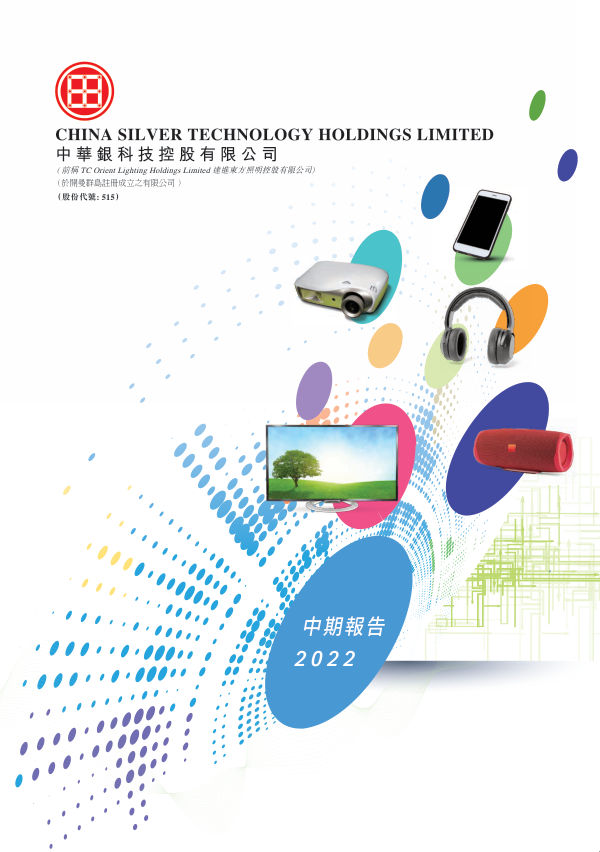 CHINA SILVER TECHNOLOGY HOLDINGS LIMITED
中華銀科技控股有限公司
(前稱 TC Orient Lighting Holdings Limited 達進東方照明控股有限公司)
(於開曼群島註冊成立之有限公司)
(股份代號: 515)
中期報告
2022